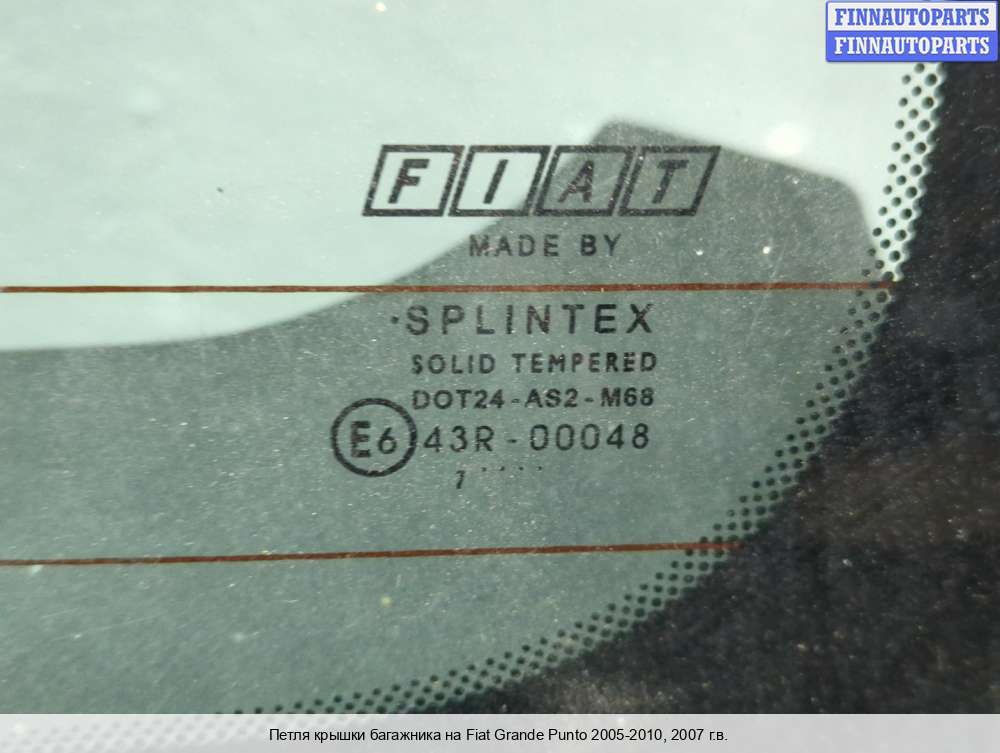 FINNAUTOPARTS
FINNAUTOPARTS
FIAT
MADE BY
·SPLINTEX
SOLID TEMPERED
DOT24-AS2-M68
E6 43R-00048
7 ····
Петля крышки багажника на Fiat Grande Punto 2005-2010, 2007 г.в.